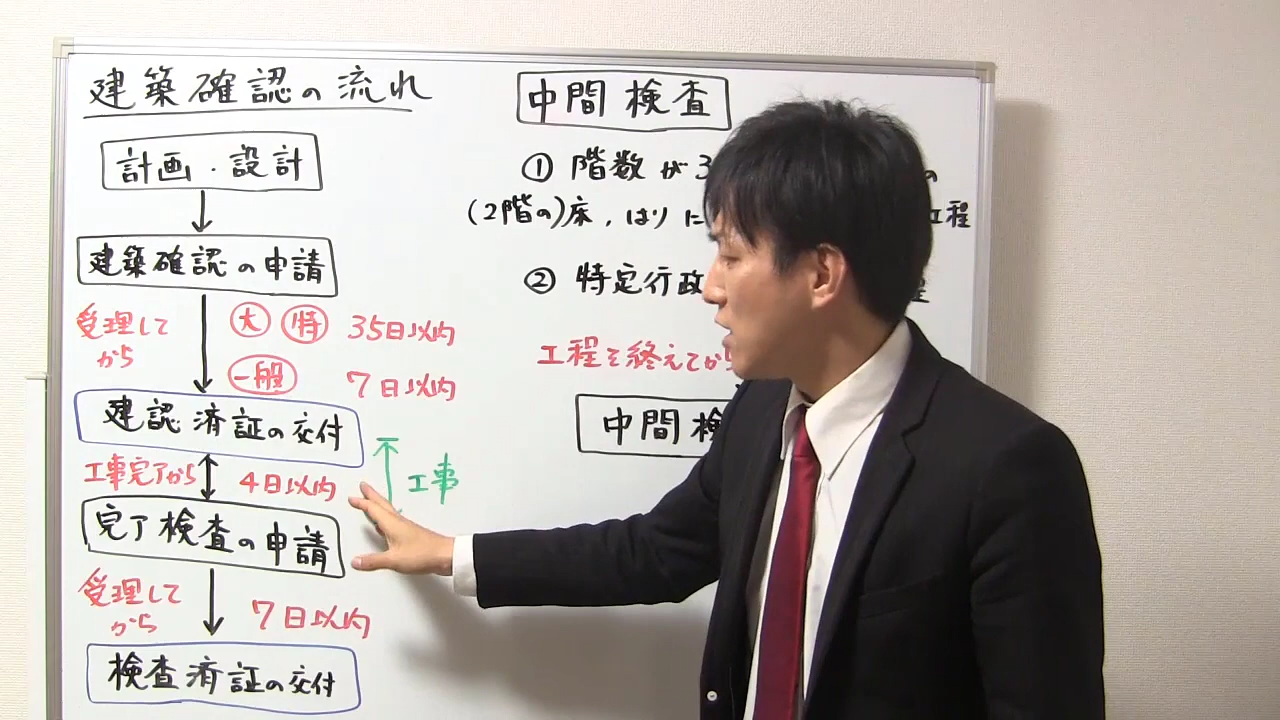 建築確認の流れ
計画・設計
建築確認の申請
受理して
から
大 特 35日以内
一般 7日以内
建認済証の交付
工事完了から 4日以内
工事
完了検査の申請
受理して
から
7日以内
検査済証の交付
中間検査
① 階数が3 の
(2階の)床、はりに 工程
② 特定行政 程
工程を終えてから
中間検